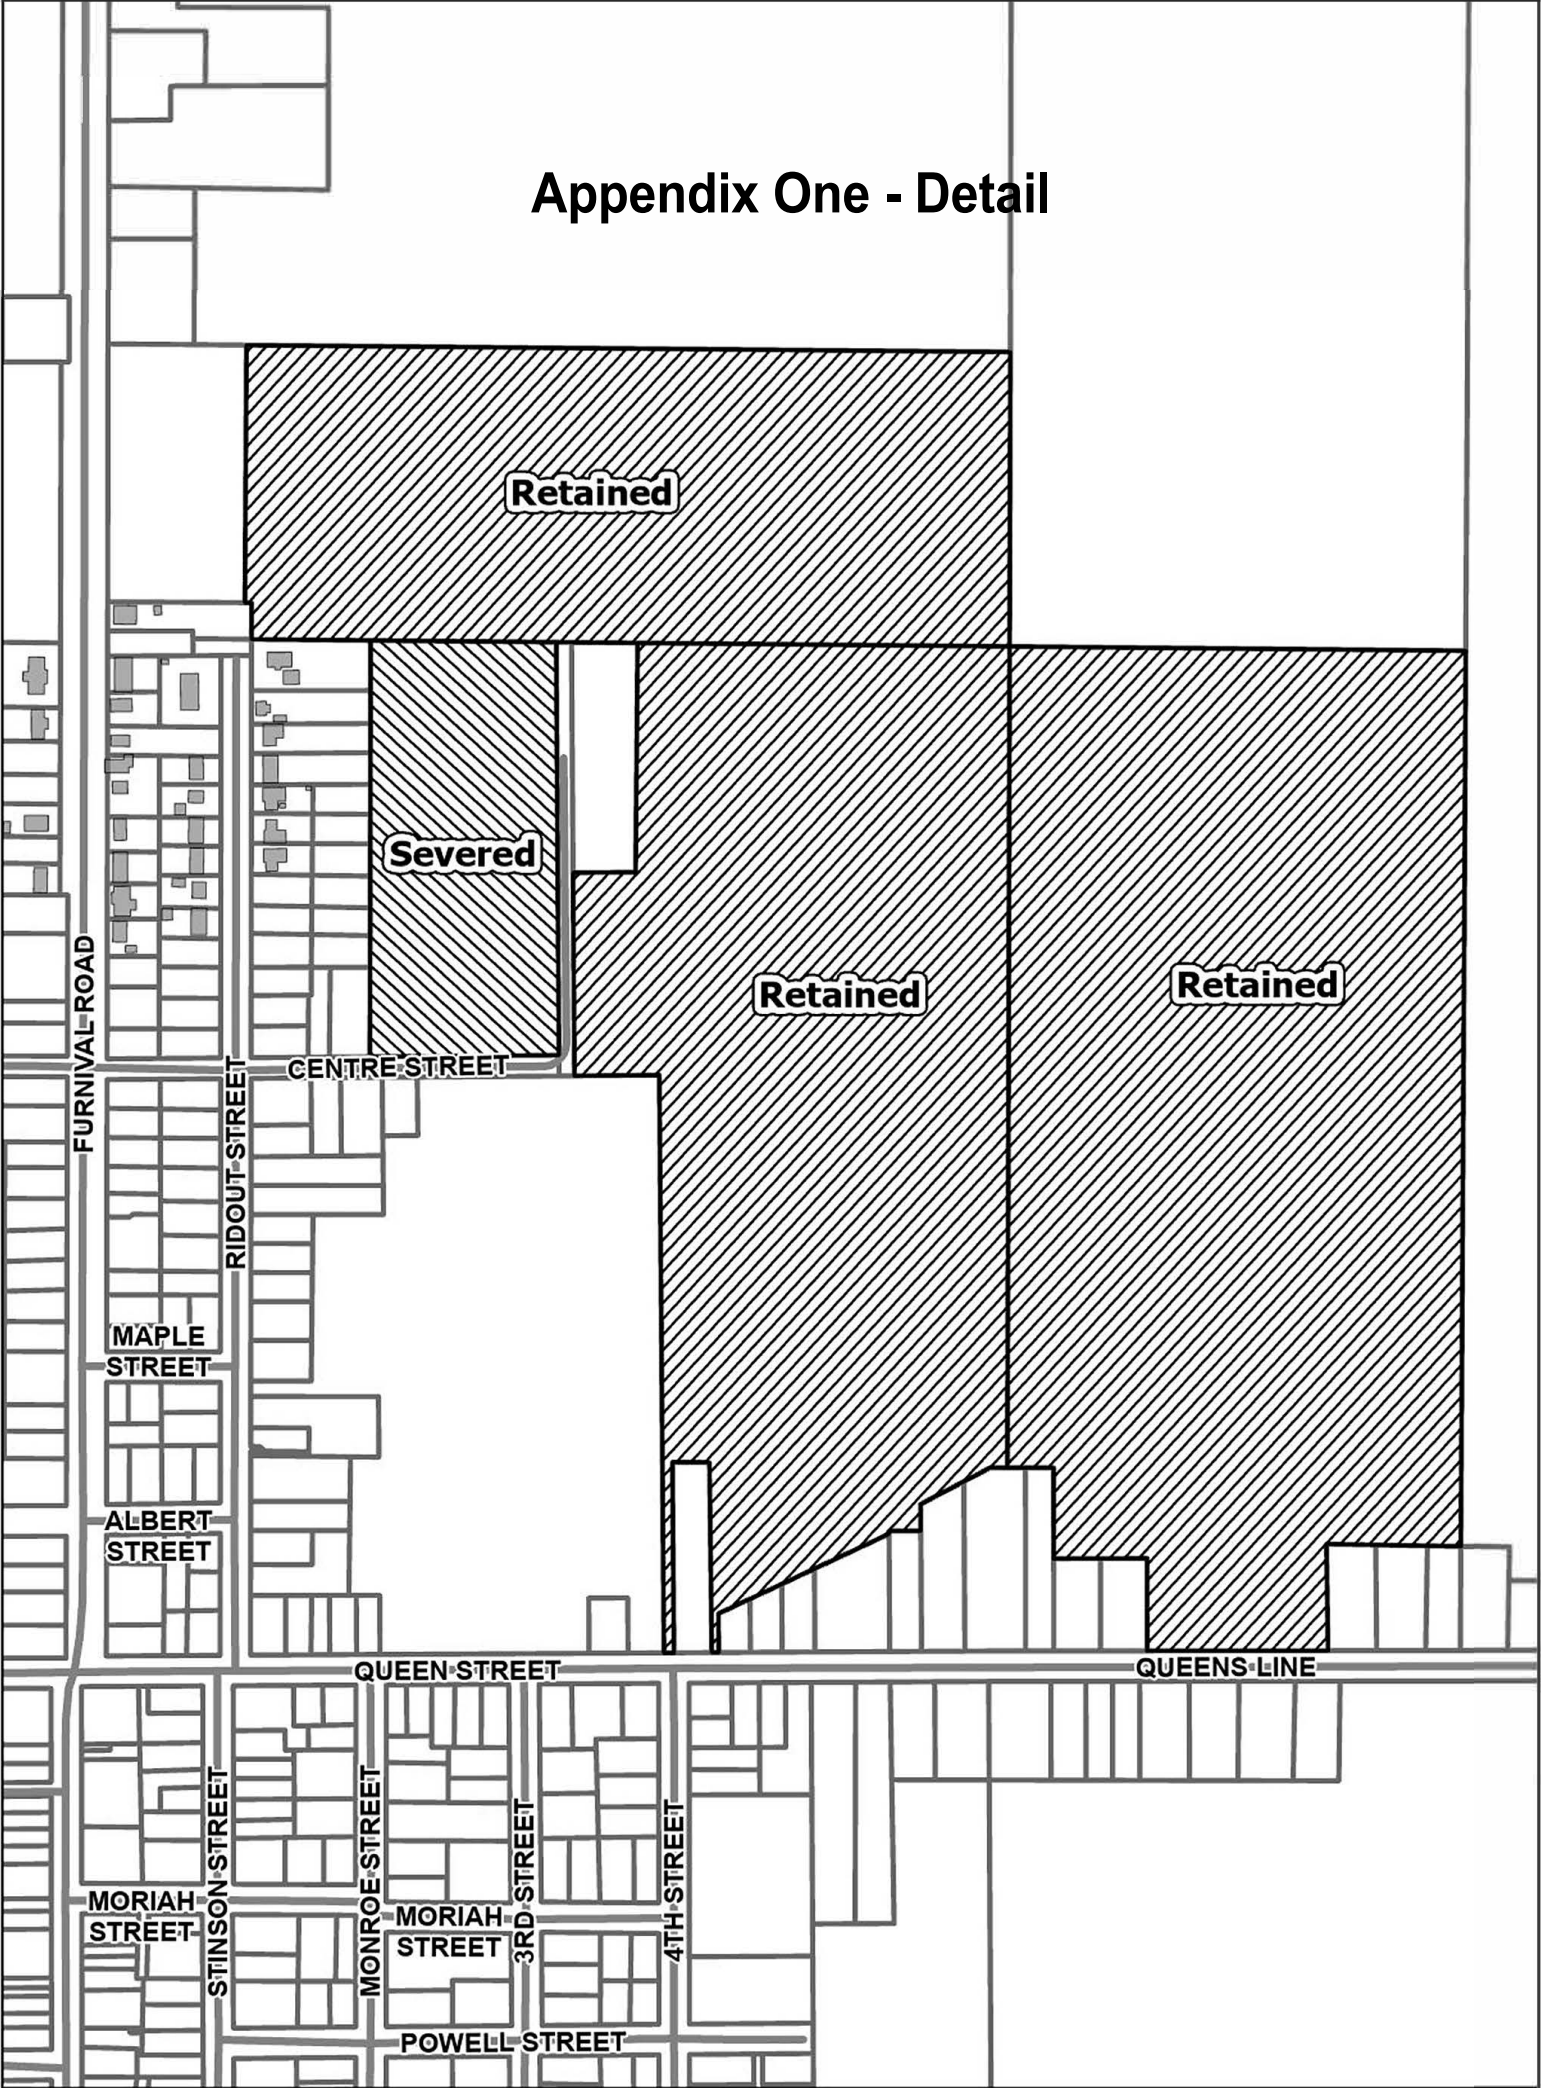 Appendix One - Detail
Retained
Severed
Retained
Retained
FURNIVAL ROAD
CENTRE STREET
RIDOUT STREET
MAPLE
STREET
ALBERT
STREET
QUEEN STREET
QUEENS LINE
STINSON STREET
MONROE STREET
3RD STREET
4TH STREET
MORIAH
STREET
MORIAH
STREET
POWELL STREET